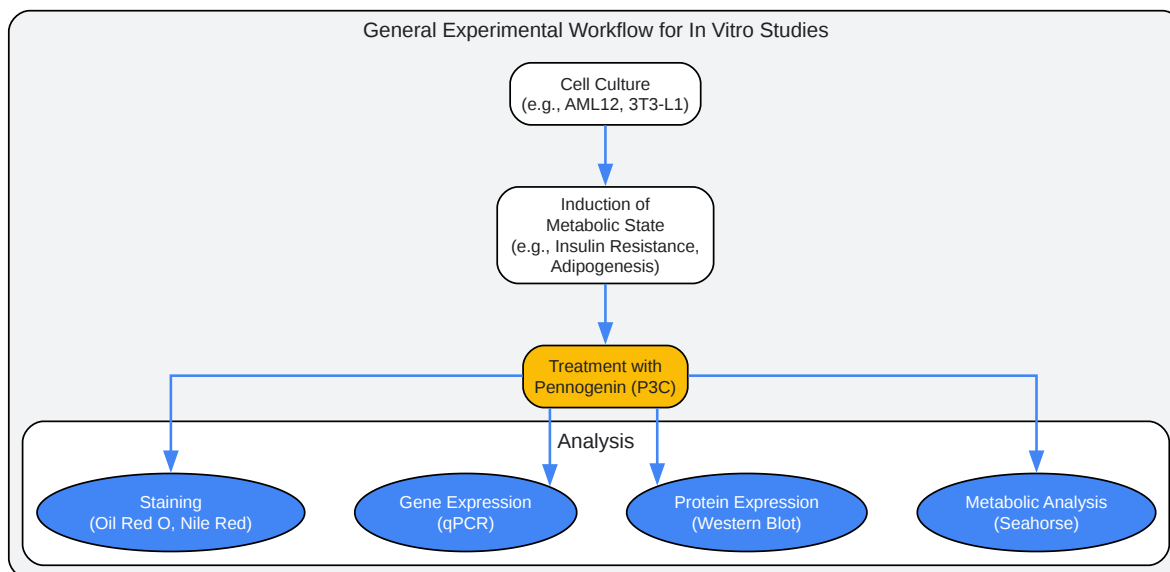 General Experimental Workflow for In Vitro Studies
Cell Culture
(e.g., AML12, 3T3-L1)
Induction of
Metabolic State
(e.g., Insulin Resistance,
Adipogenesis)
Treatment with
Pennogenin (P3C)
Analysis
Staining
(Oil Red O, Nile Red)
Gene Expression
(qPCR)
Protein Expression
(Western Blot)
Metabolic Analysis
(Seahorse)